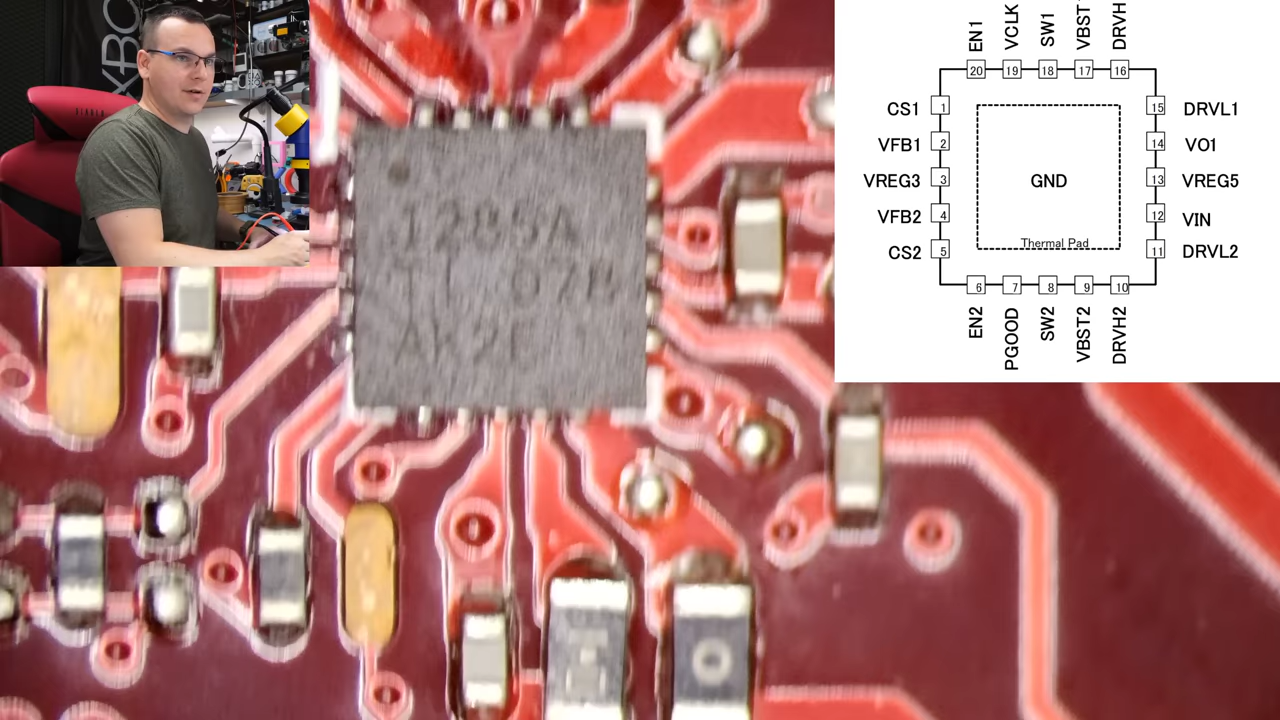 XBO
EN1
VCLK
SW1
VBST
DRVH
20
19
18
17
16
CS1
1
15
DRVL1
VFB1
2
14
VO1
VREG3
3
GND
13
VREG5
VFB2
4
12
VIN
CS2
5
Thermal Pad
11
DRVL2
6
7
8
9
10
EN2
PGOOD
SW2
VBST2
DRVH2
1285A
0